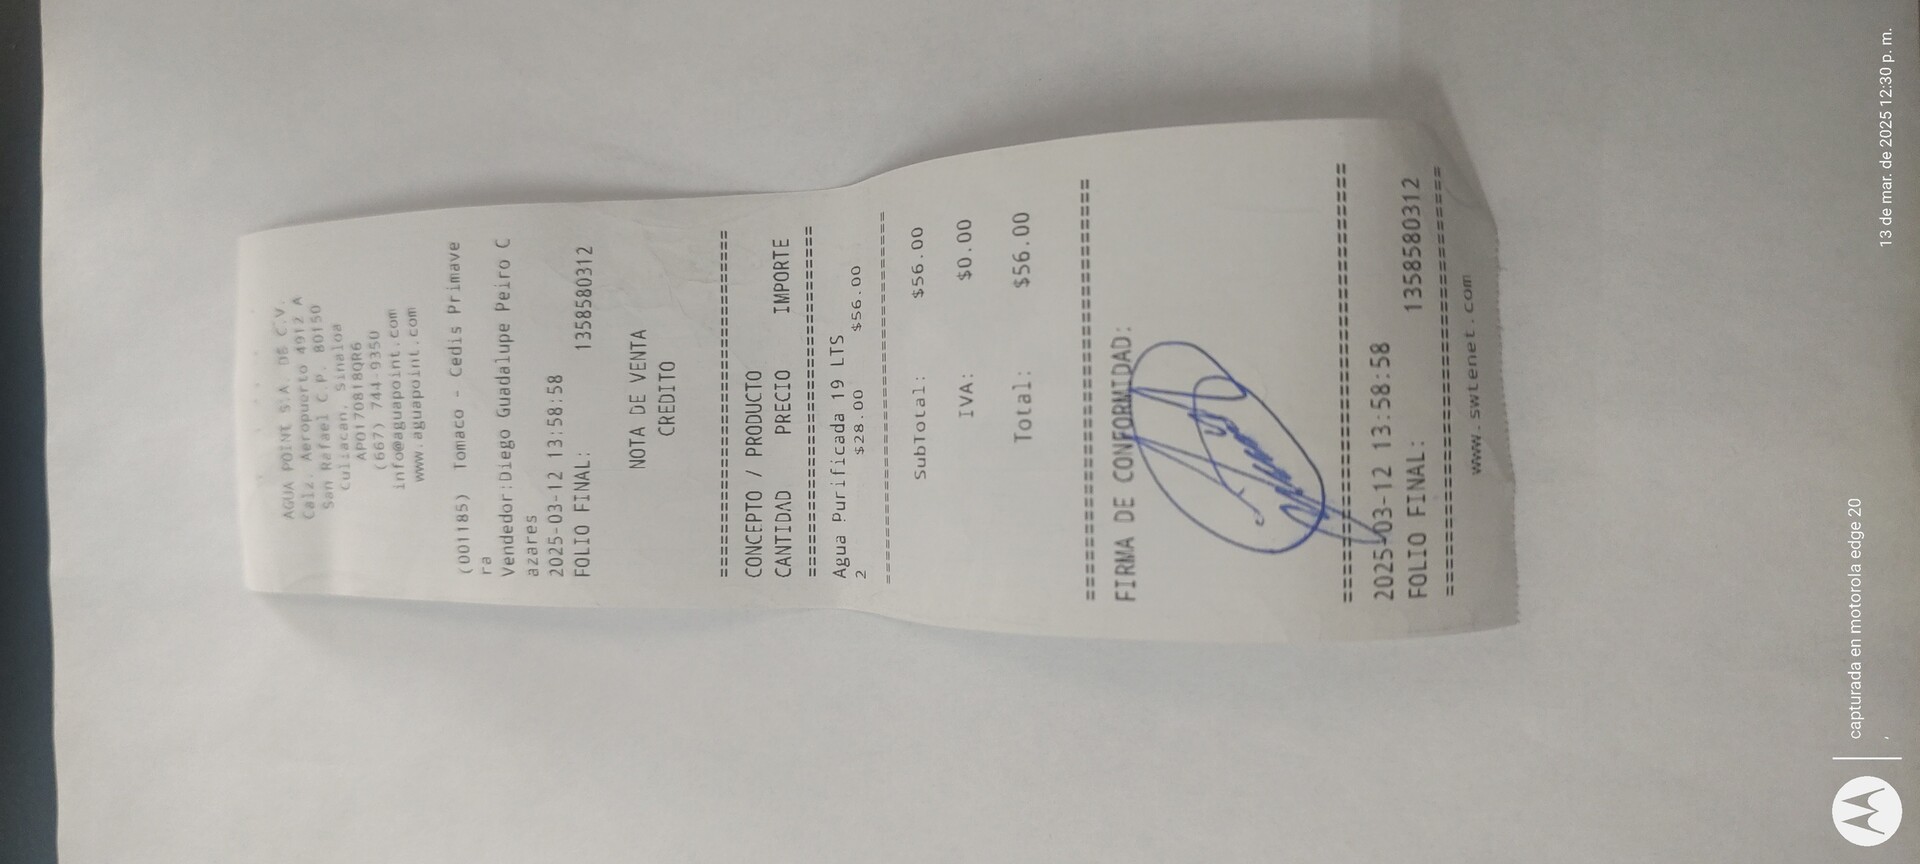 AGUA POINT S.A. DE C.V.
Calz. Aeropuerto 4912 A
San Rafael C.P. 80150
Culiacan, Sinaloa
APO170818QR6
(667) 744-9350
info@aguapoint.com
www.aguapoint.com
(001185) Tomaco - Cedis Primave
ra
Vendedor:Diego Guadalupe Peiro C
azares
2025-03-12 13:58:58
FOLIO FINAL: 1358580312
NOTA DE VENTA
CREDITO
================================
CONCEPTO / PRODUCTO
CANTIDAD PRECIO IMPORTE
================================
Agua Purificada 19 LTS
2 $28.00 $56.00
================================
SubTotal: $56.00
IVA: $0.00
Total: $56.00
================================
FIRMA DE CONFORMIDAD:
================================
2025-03-12 13:58:58
FOLIO FINAL: 1358580312
================================
www.swtenet.com
capturada en motorola edge 20
13 de mar. de 2025 12:30 p. m.